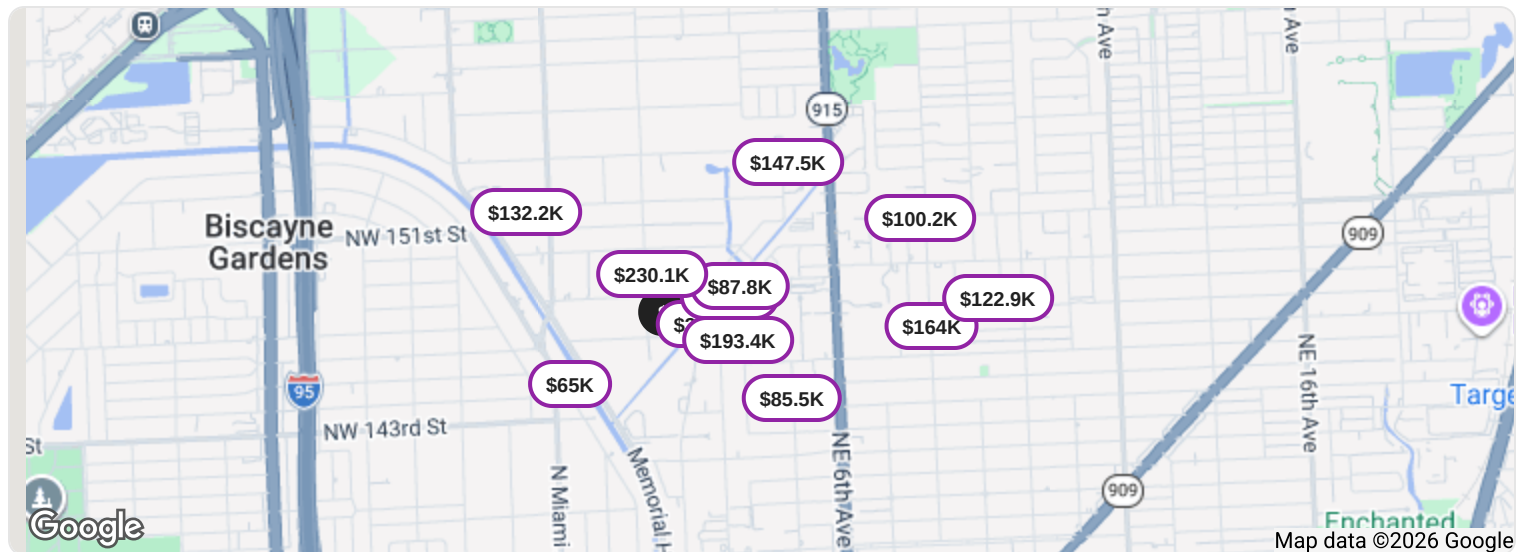 Ave
Ave
915
$147.5K
$132.2K
$100.2K
Biscayne
Gardens
NW 151st St
909
$230.1K
$87.8K
$122.9K
$164K
$193.4K
$65K
$85.5K
95
NE 16th Ave
NW 143rd St
St
NE 6th Ave
N Miami
Memorial
909
Enchanted
Google
Map data ©2026 Google